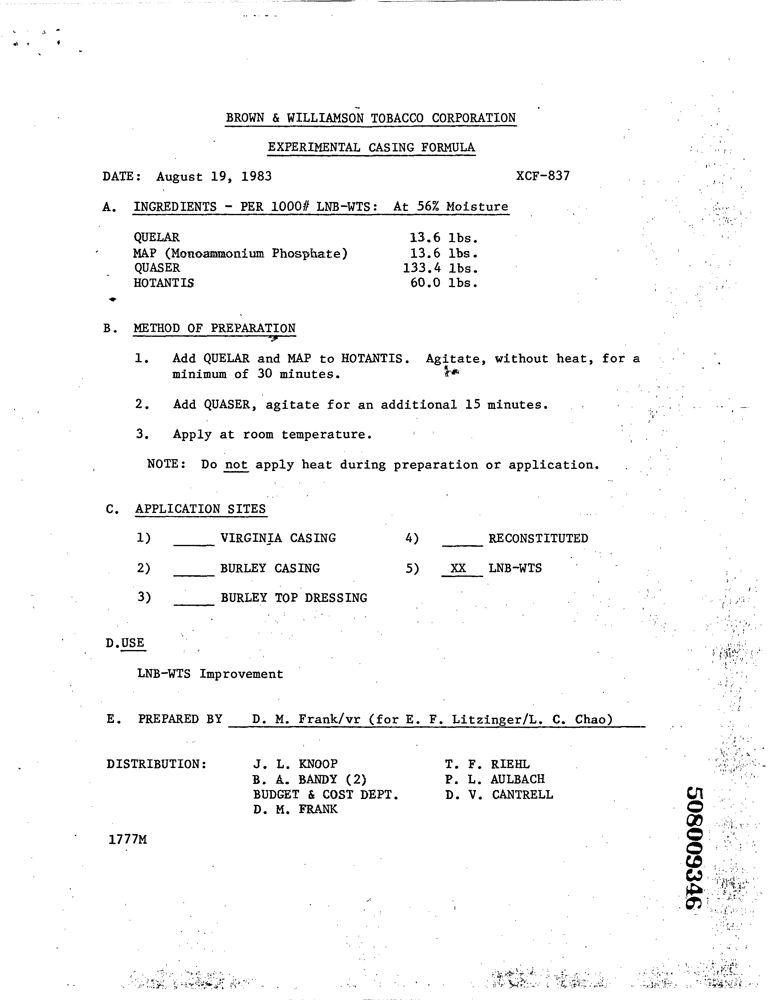 BROWN & WILLIAMSON TOBACCO CORPORATION
EXPERIMENTAL CASING FORMULA
DATE: August 19, 1983 XCF-837
A. INGREDIENTS - PER 1000# LNB-WTS: At 56% Moisture
QUELAR 13.6 lbs.
MAP (Monoammonium Phosphate) 13.6 lbs.
QUASER 133.4 lbs.
HOTANTIS 60.0 lbs.
B. METHOD OF PREPARATION
1. Add QUELAR and MAP to HOTANTIS. Agitate, without heat, for a
minimum of 30 minutes.
2. Add QUASER, agitate for an additional 15 minutes.
3. Apply at room temperature.
NOTE: Do not apply heat during preparation or application.
C. APPLICATION SITES
1) _____ VIRGINIA CASING 4) _____ RECONSTITUTED
2) _____ BURLEY CASING 5) XX LNB-WTS
3) _____ BURLEY TOP DRESSING
D.USE
LNB-WTS Improvement
E. PREPARED BY D. M. Frank/vr (for E. F. Litzinger/L. C. Chao)
DISTRIBUTION: J. L. KNOOP T. F. RIEHL
B. A. BANDY (2) P. L. AULBACH
BUDGET & COST DEPT. D. V. CANTRELL
D. M. FRANK
1777M
508009346